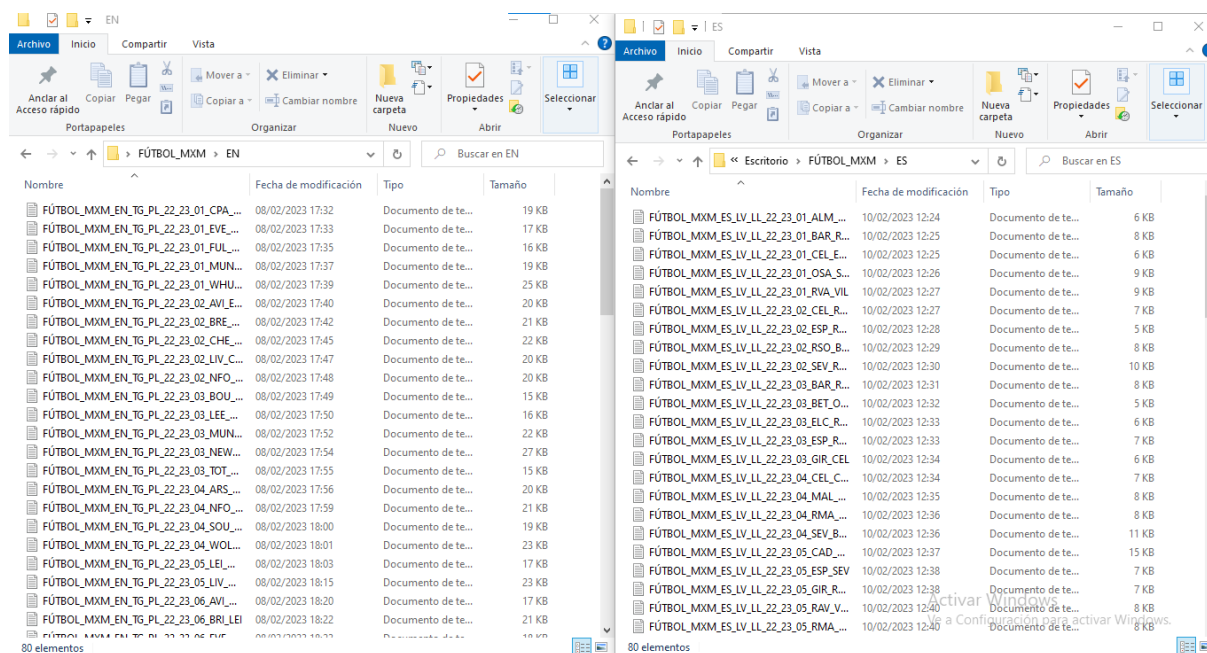 EN
Archivo Inicio Compartir Vista
Anclar al Acceso rápido
Copiar
Pegar
Mover a
Copiar a
Eliminar
Cambiar nombre
Nueva carpeta
Propiedades
Seleccionar
Portapapeles Organizar Nuevo Abrir
FÚTBOL_MXM > EN
Buscar en EN
Nombre Fecha de modificación Tipo Tamaño
FÚTBOL_MXM_EN_TG_PL_22_23_01_CPA_... 08/02/2023 17:32 Documento de te... 19 KB
FÚTBOL_MXM_EN_TG_PL_22_23_01_EVE_... 08/02/2023 17:33 Documento de te... 17 KB
FÚTBOL_MXM_EN_TG_PL_22_23_01_FUL_... 08/02/2023 17:35 Documento de te... 16 KB
FÚTBOL_MXM_EN_TG_PL_22_23_01_MUN... 08/02/2023 17:37 Documento de te... 19 KB
FÚTBOL_MXM_EN_TG_PL_22_23_01_WHU... 08/02/2023 17:39 Documento de te... 25 KB
FÚTBOL_MXM_EN_TG_PL_22_23_02_AVI_E... 08/02/2023 17:40 Documento de te... 20 KB
FÚTBOL_MXM_EN_TG_PL_22_23_02_BRE_... 08/02/2023 17:42 Documento de te... 21 KB
FÚTBOL_MXM_EN_TG_PL_22_23_02_CHE_... 08/02/2023 17:45 Documento de te... 22 KB
FÚTBOL_MXM_EN_TG_PL_22_23_02_LIV_C... 08/02/2023 17:47 Documento de te... 20 KB
FÚTBOL_MXM_EN_TG_PL_22_23_02_NFO_... 08/02/2023 17:48 Documento de te... 20 KB
FÚTBOL_MXM_EN_TG_PL_22_23_03_BOU_... 08/02/2023 17:49 Documento de te... 15 KB
FÚTBOL_MXM_EN_TG_PL_22_23_03_LEE_... 08/02/2023 17:50 Documento de te... 16 KB
FÚTBOL_MXM_EN_TG_PL_22_23_03_MUN... 08/02/2023 17:52 Documento de te... 22 KB
FÚTBOL_MXM_EN_TG_PL_22_23_03_NEW... 08/02/2023 17:54 Documento de te... 27 KB
FÚTBOL_MXM_EN_TG_PL_22_23_03_TOT_... 08/02/2023 17:55 Documento de te... 15 KB
FÚTBOL_MXM_EN_TG_PL_22_23_04_ARS_... 08/02/2023 17:56 Documento de te... 20 KB
FÚTBOL_MXM_EN_TG_PL_22_23_04_NFO_... 08/02/2023 17:59 Documento de te... 21 KB
FÚTBOL_MXM_EN_TG_PL_22_23_04_SOU_... 08/02/2023 18:00 Documento de te... 19 KB
FÚTBOL_MXM_EN_TG_PL_22_23_04_WOL... 08/02/2023 18:01 Documento de te... 23 KB
FÚTBOL_MXM_EN_TG_PL_22_23_05_LEI_... 08/02/2023 18:03 Documento de te... 17 KB
FÚTBOL_MXM_EN_TG_PL_22_23_05_LIV_... 08/02/2023 18:15 Documento de te... 23 KB
FÚTBOL_MXM_EN_TG_PL_22_23_06_AVI_... 08/02/2023 18:20 Documento de te... 17 KB
FÚTBOL_MXM_EN_TG_PL_22_23_06_BRI_LEI 08/02/2023 18:22 Documento de te... 21 KB
80 elementos
ES
Archivo Inicio Compartir Vista
Anclar al Acceso rápido
Copiar
Pegar
Mover a
Copiar a
Eliminar
Cambiar nombre
Nueva carpeta
Propiedades
Seleccionar
Portapapeles Organizar Nuevo Abrir
« Escritorio > FÚTBOL_MXM > ES
Buscar en ES
Nombre Fecha de modificación Tipo Tamaño
FÚTBOL_MXM_ES_LV_LL_22_23_01_ALM_... 10/02/2023 12:24 Documento de te... 6 KB
FÚTBOL_MXM_ES_LV_LL_22_23_01_BAR_R... 10/02/2023 12:25 Documento de te... 8 KB
FÚTBOL_MXM_ES_LV_LL_22_23_01_CEL_E... 10/02/2023 12:25 Documento de te... 6 KB
FÚTBOL_MXM_ES_LV_LL_22_23_01_OSA_S... 10/02/2023 12:26 Documento de te... 9 KB
FÚTBOL_MXM_ES_LV_LL_22_23_01_RVA_VIL 10/02/2023 12:27 Documento de te... 9 KB
FÚTBOL_MXM_ES_LV_LL_22_23_02_CEL_R... 10/02/2023 12:27 Documento de te... 7 KB
FÚTBOL_MXM_ES_LV_LL_22_23_02_ESP_R... 10/02/2023 12:28 Documento de te... 5 KB
FÚTBOL_MXM_ES_LV_LL_22_23_02_RSO_B... 10/02/2023 12:29 Documento de te... 8 KB
FÚTBOL_MXM_ES_LV_LL_22_23_02_SEV_R... 10/02/2023 12:30 Documento de te... 10 KB
FÚTBOL_MXM_ES_LV_LL_22_23_03_BAR_R... 10/02/2023 12:31 Documento de te... 8 KB
FÚTBOL_MXM_ES_LV_LL_22_23_03_BET_O... 10/02/2023 12:32 Documento de te... 5 KB
FÚTBOL_MXM_ES_LV_LL_22_23_03_ELC_R... 10/02/2023 12:33 Documento de te... 6 KB
FÚTBOL_MXM_ES_LV_LL_22_23_03_ESP_R... 10/02/2023 12:33 Documento de te... 7 KB
FÚTBOL_MXM_ES_LV_LL_22_23_03_GIR_CEL 10/02/2023 12:34 Documento de te... 6 KB
FÚTBOL_MXM_ES_LV_LL_22_23_04_CEL_C... 10/02/2023 12:34 Documento de te... 7 KB
FÚTBOL_MXM_ES_LV_LL_22_23_04_MAL_... 10/02/2023 12:35 Documento de te... 8 KB
FÚTBOL_MXM_ES_LV_LL_22_23_04_RMA_... 10/02/2023 12:36 Documento de te... 8 KB
FÚTBOL_MXM_ES_LV_LL_22_23_04_SEV_B... 10/02/2023 12:36 Documento de te... 11 KB
FÚTBOL_MXM_ES_LV_LL_22_23_05_CAD_... 10/02/2023 12:37 Documento de te... 15 KB
FÚTBOL_MXM_ES_LV_LL_22_23_05_ESP_SEV 10/02/2023 12:38 Documento de te... 7 KB
FÚTBOL_MXM_ES_LV_LL_22_23_05_GIR_R... 10/02/2023 12:38 Documento de te... 7 KB
FÚTBOL_MXM_ES_LV_LL_22_23_05_RAV_V... 10/02/2023 12:40 Documento de te... 8 KB
FÚTBOL_MXM_ES_LV_LL_22_23_05_RMA_... 10/02/2023 12:40 Documento de te... 8 KB
Activar Windows
Ve a Configuración para activar Windows.
80 elementos